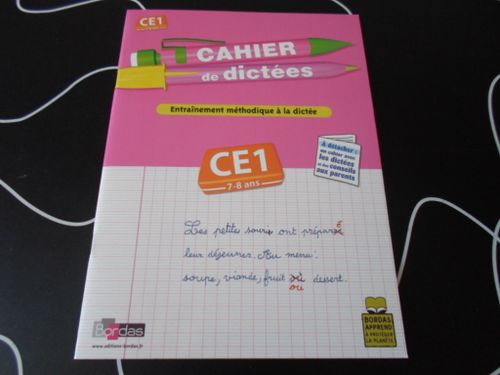 CE1
CAHIER
de dictées
Entraînement méthodique à la dictée
à détacher :
un cahier avec
les dictées
et des conseils
aux parents
CE1
7-8 ans
é
Les petites souris ont préparé
leur déjeuner. Au menu :
soupe, viande, fruit où dessert.
ou
Bordas
www.editions-bordas.fr
BORDAS
APPREND
À PROTÉGER
LA PLANÈTE